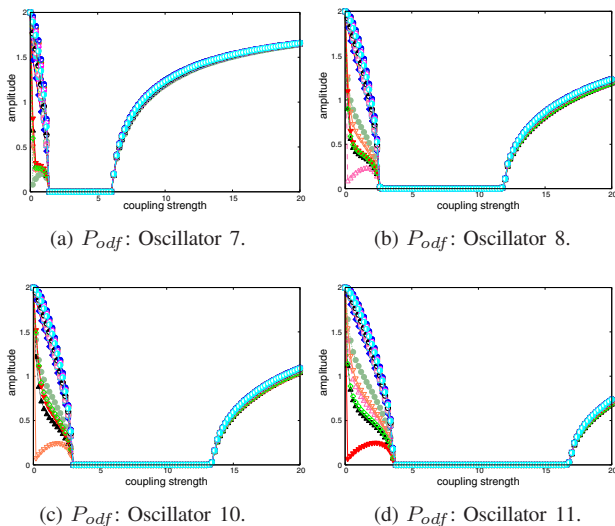 2
1.5
1
0.5
0
0 5 10 15 20
amplitude
coupling strength
(a) P_odf: Oscillator 7.
2
1.5
1
0.5
0
0 5 10 15 20
amplitude
coupling strength
(b) P_odf: Oscillator 8.
2
1.5
1
0.5
0
0 5 10 15 20
amplitude
coupling strength
(c) P_odf: Oscillator 10.
2
1.5
1
0.5
0
0 5 10 15 20
amplitude
coupling strength
(d) P_odf: Oscillator 11.